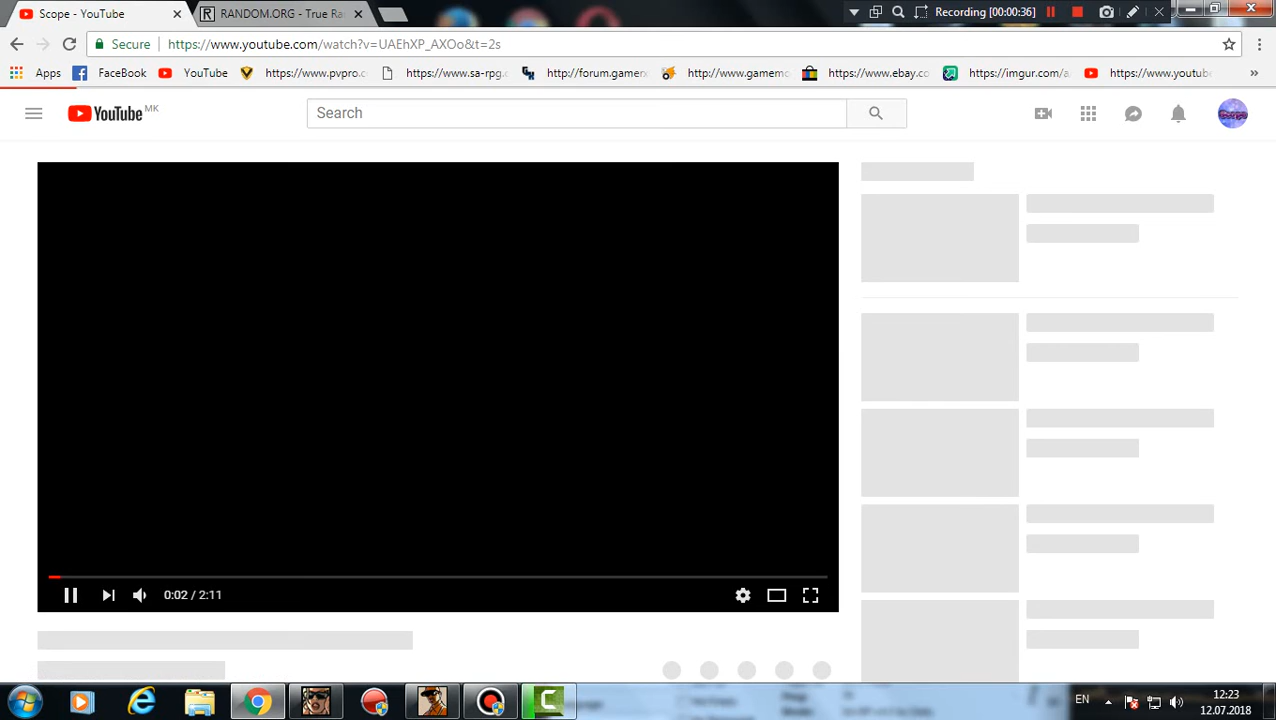 Scope - YouTube
RANDOM.ORG - True Ra
Recording [00:00:36]
Secure
https://www.youtube.com/watch?v=UAEhXP_AXOo&t=2s
Apps
FaceBook
YouTube
https://www.pvpro.c
https://www.sa-rpg.
http://forum.gamer
http://www.game
https://www.ebay.co
https://imgur.com/a
https://www.youtub
YouTube MK
Search
0:02 / 2:11
EN
12:23
12.07.2018